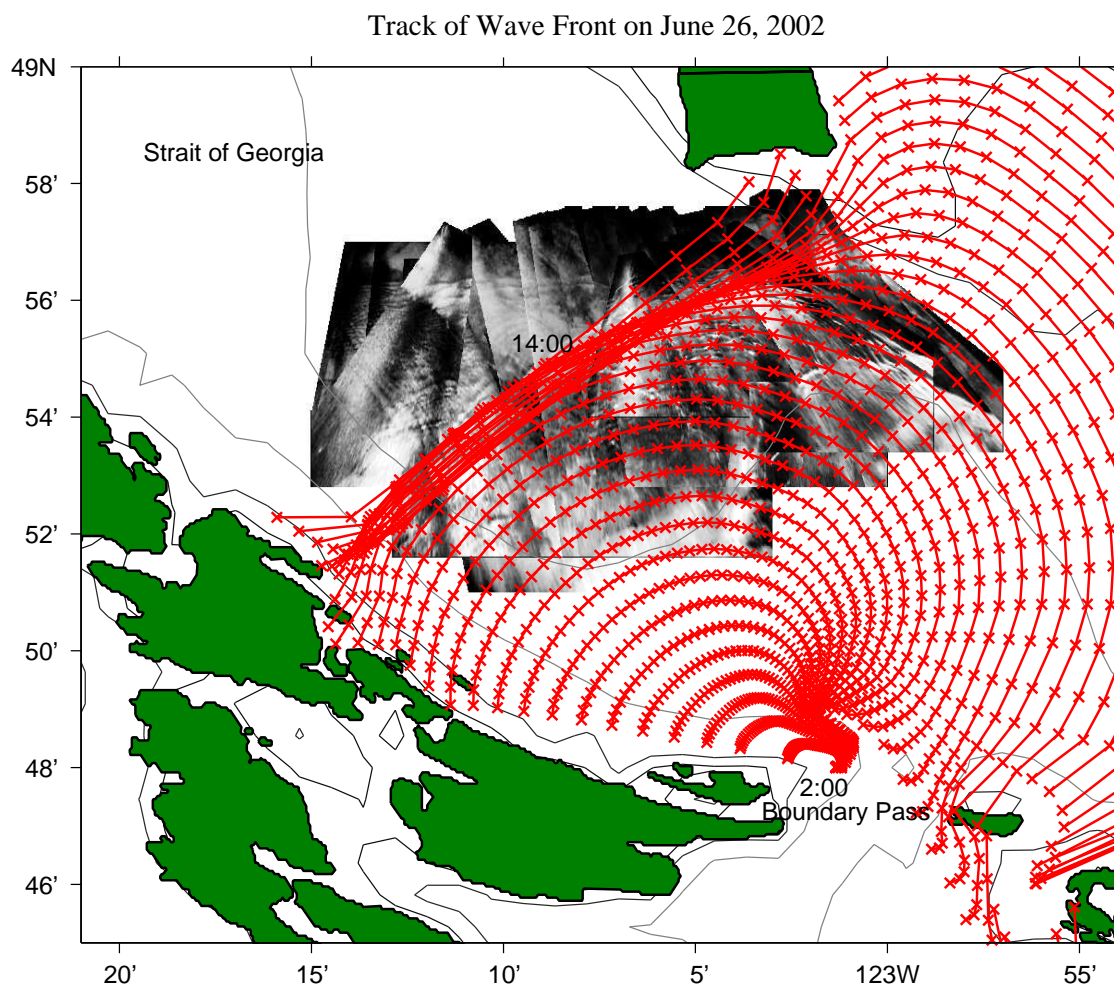 Track of Wave Front on June 26, 2002
49N
Strait of Georgia
58’
56’
14:00
54’
52’
50’
48’
2:00
Boundary Pass
46’
20’ 15’ 10’ 5’ 123W 55’